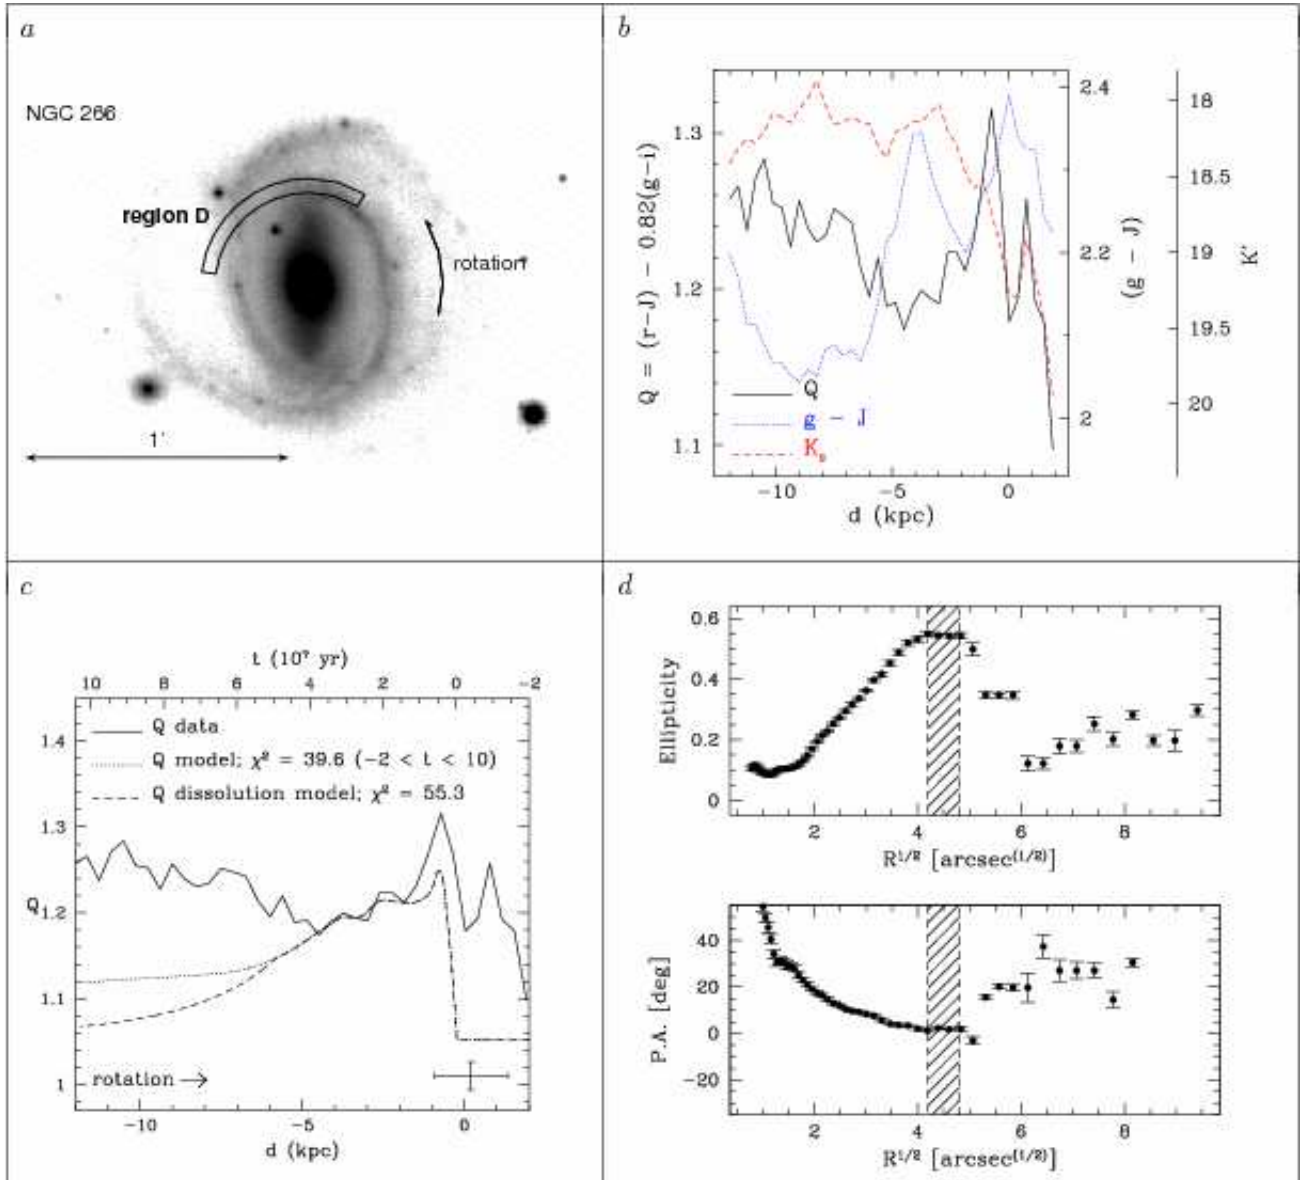 a
NGC 266
region D
rotation
1'
b
Q = (r-J) - 0.82(g-i)
1.3
1.2
1.1
2.4
2.2
2
(g - J)
18
18.5
19
19.5
20
K'
Q
g - J
Ks
-10 -5 0
d (kpc)
c
t (10⁷ yr)
10 8 6 4 2 0 -2
Q data
Q model; χ² = 39.6 (-2 < t < 10)
Q dissolution model; χ² = 55.3
1.4
1.3
1.2
1.1
1
Q
rotation →
-10 -5 0
d (kpc)
d
Ellipticity
0.6
0.4
0.2
0
2 4 6 8
R^1/2 [arcsec^(1/2)]
P.A. [deg]
40
20
0
-20
2 4 6 8
R^1/2 [arcsec^(1/2)]